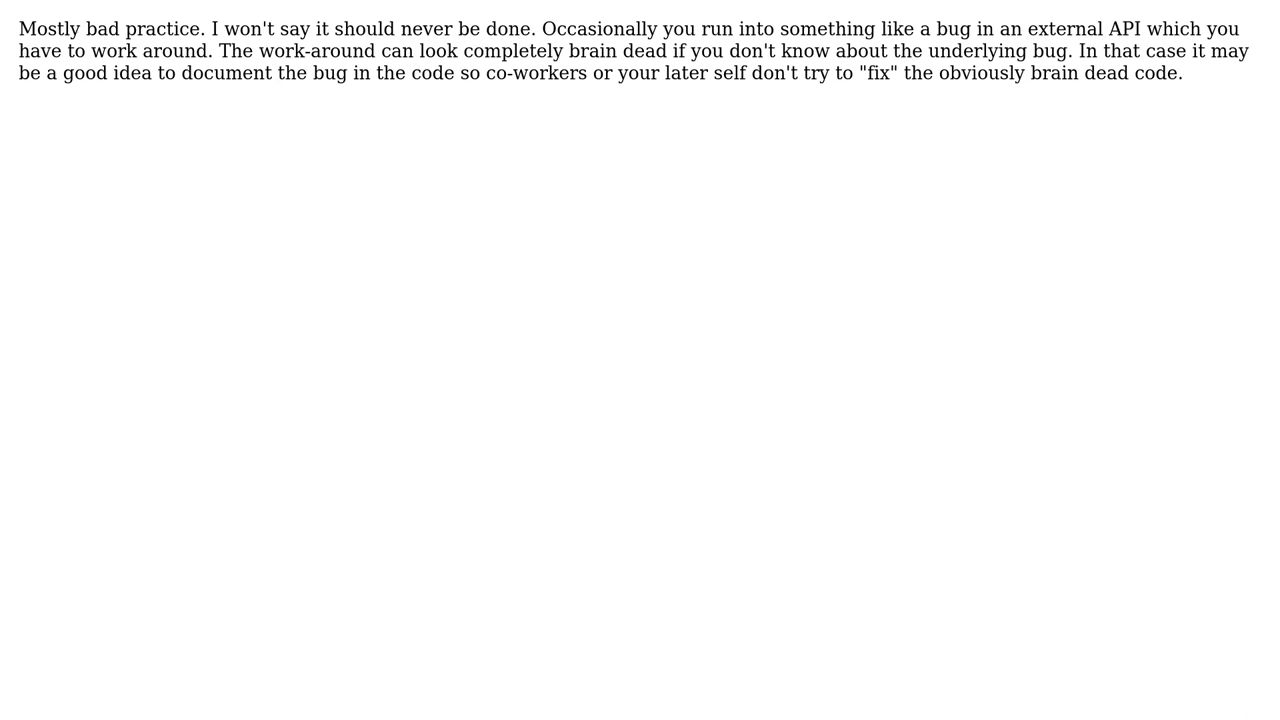 Mostly bad practice. I won't say it should never be done. Occasionally you run into something like a bug in an external API which you
have to work around. The work-around can look completely brain dead if you don't know about the underlying bug. In that case it may
be a good idea to document the bug in the code so co-workers or your later self don't try to "fix" the obviously brain dead code.